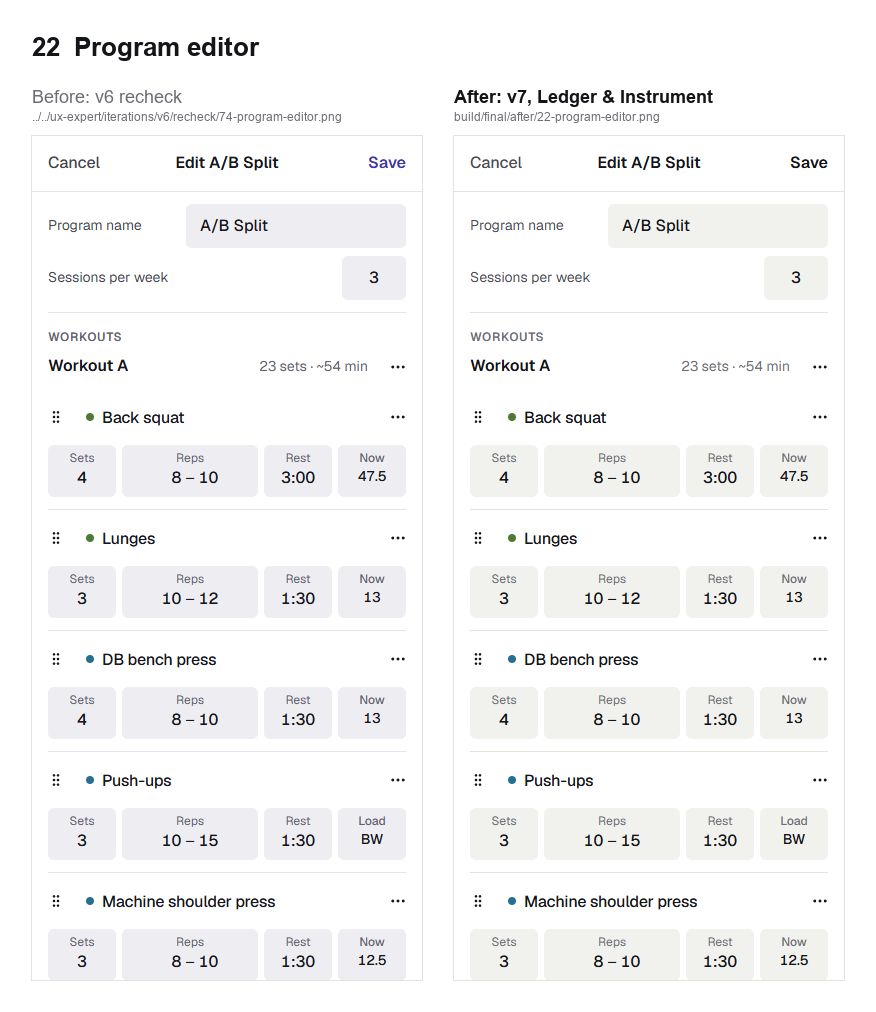 22 Program editor
Before: v6 recheck
../../ux-expert/iterations/v6/recheck/74-program-editor.png
Cancel Edit A/B Split Save
Program name A/B Split
Sessions per week 3
WORKOUTS
Workout A 23 sets · ~54 min
Back squat
Sets Reps Rest Now
4 8 – 10 3:00 47.5
Lunges
Sets Reps Rest Now
3 10 – 12 1:30 13
DB bench press
Sets Reps Rest Now
4 8 – 10 1:30 13
Push-ups
Sets Reps Rest Load
3 10 – 15 1:30 BW
Machine shoulder press
Sets Reps Rest Now
3 8 – 10 1:30 12.5
After: v7, Ledger & Instrument
build/final/after/22-program-editor.png
Cancel Edit A/B Split Save
Program name A/B Split
Sessions per week 3
WORKOUTS
Workout A 23 sets · ~54 min
Back squat
Sets Reps Rest Now
4 8 – 10 3:00 47.5
Lunges
Sets Reps Rest Now
3 10 – 12 1:30 13
DB bench press
Sets Reps Rest Now
4 8 – 10 1:30 13
Push-ups
Sets Reps Rest Load
3 10 – 15 1:30 BW
Machine shoulder press
Sets Reps Rest Now
3 8 – 10 1:30 12.5